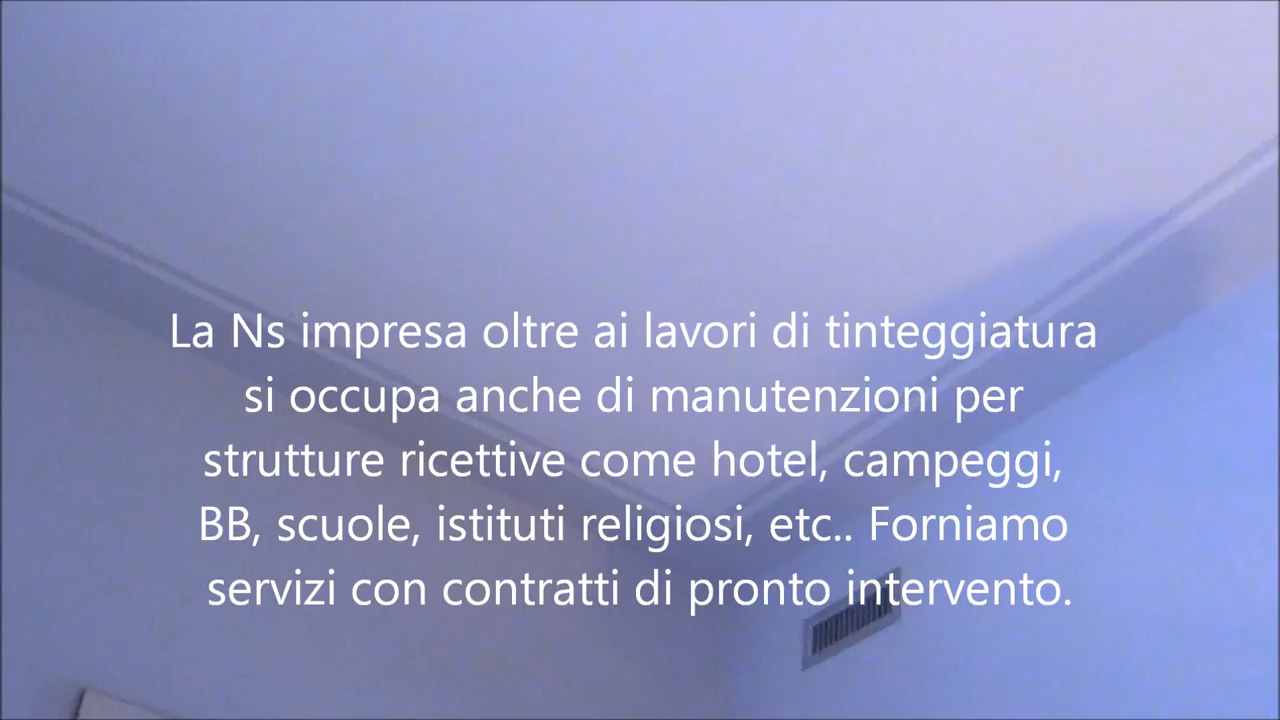 La Ns impresa oltre ai lavori di tinteggiatura
si occupa anche di manutenzioni per
strutture ricettive come hotel, campeggi,
BB, scuole, istituti religiosi, etc.. Forniamo
servizi con contratti di pronto intervento.